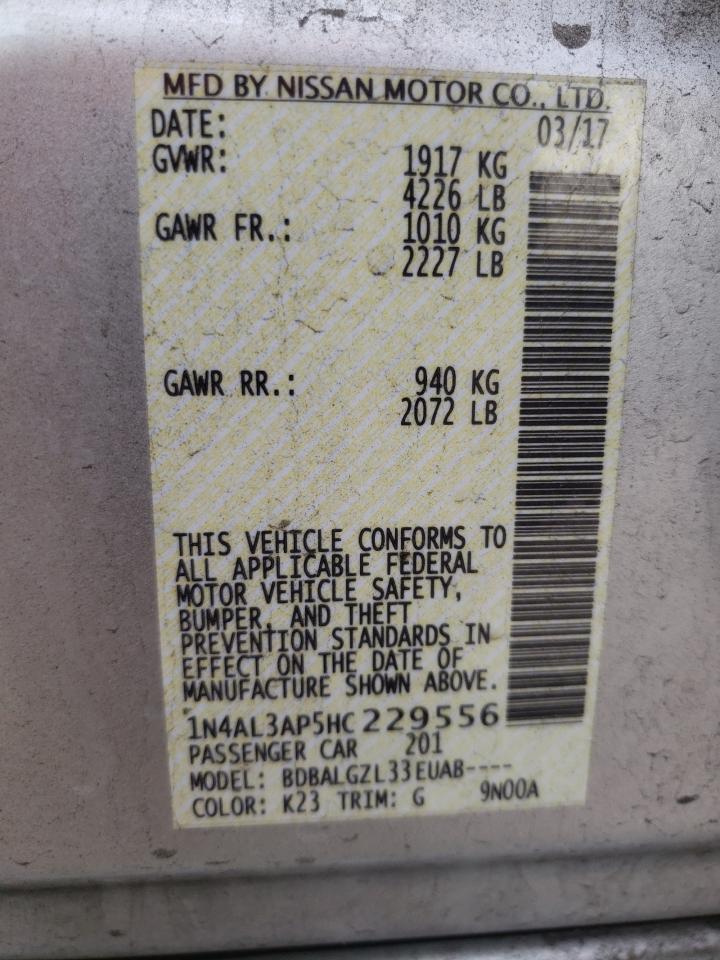 MFD BY NISSAN MOTOR CO., LTD.
DATE: 03/17
GVWR: 1917 KG
4226 LB
GAWR FR.: 1010 KG
2227 LB
GAWR RR.: 940 KG
2072 LB
THIS VEHICLE CONFORMS TO
ALL APPLICABLE FEDERAL
MOTOR VEHICLE SAFETY,
BUMPER, AND THEFT
PREVENTION STANDARDS IN
EFFECT ON THE DATE OF
MANUFACTURE SHOWN ABOVE.
1N4AL3AP5HC 229556
PASSENGER CAR 201
MODEL: BDBALGZL33EUAB----
COLOR: K23 TRIM: G 9N00A